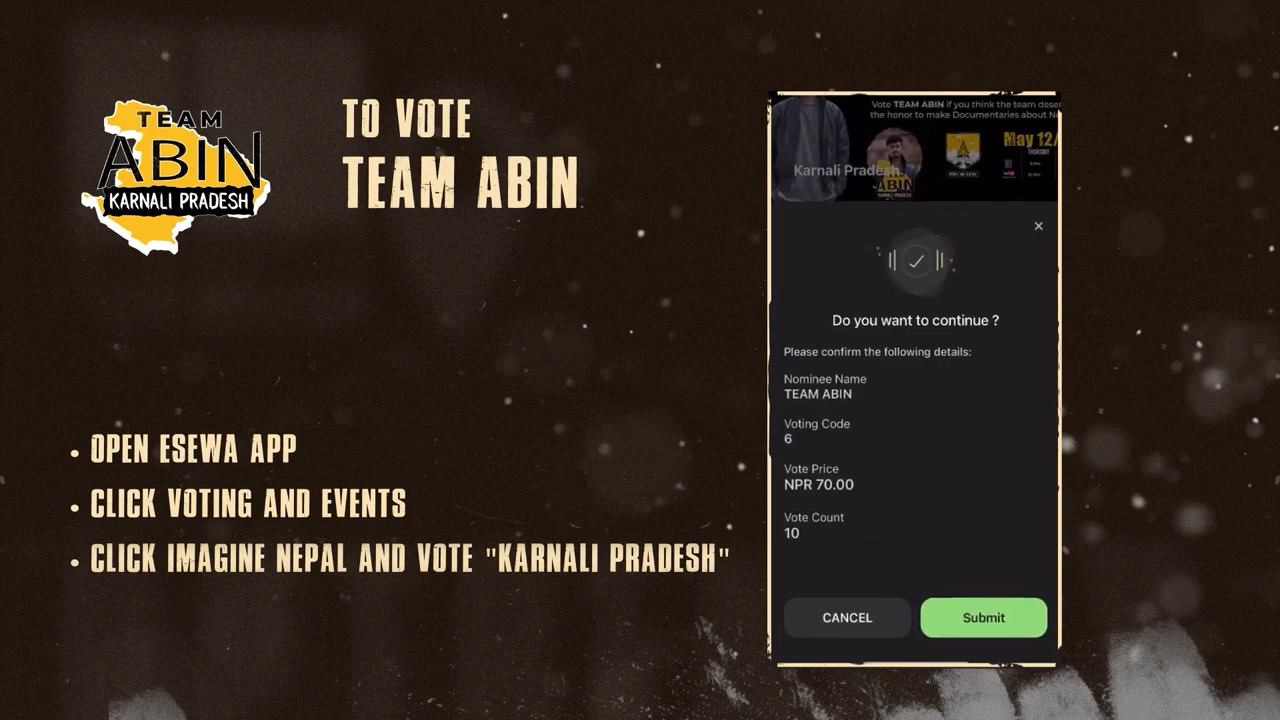 TEAM
ABIN
KARNALI PRADESH
TO VOTE
TEAM ABIN
• OPEN ESEWA APP
• CLICK VOTING AND EVENTS
• CLICK IMAGINE NEPAL AND VOTE "KARNALI PRADESH"
Vote TEAM ABIN if you think the team
the honor to make Documentaries about
May 12/
THURSDAY
Karnali Pradesh
ABIN
×
Do you want to continue ?
Please confirm the following details:
Nominee Name
TEAM ABIN
Voting Code
6
Vote Price
NPR 70.00
Vote Count
10
CANCEL
Submit